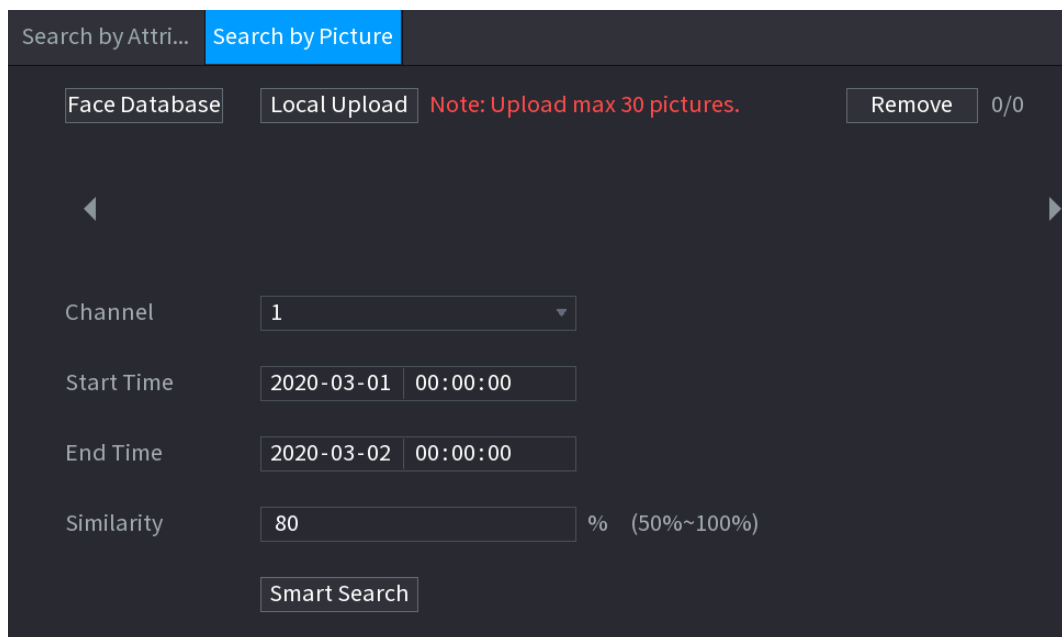 Search by Attri... Search by Picture
Face Database Local Upload Note: Upload max 30 pictures. Remove 0/0
Channel 1
Start Time 2020-03-01 00:00:00
End Time 2020-03-02 00:00:00
Similarity 80 % (50%~100%)
Smart Search